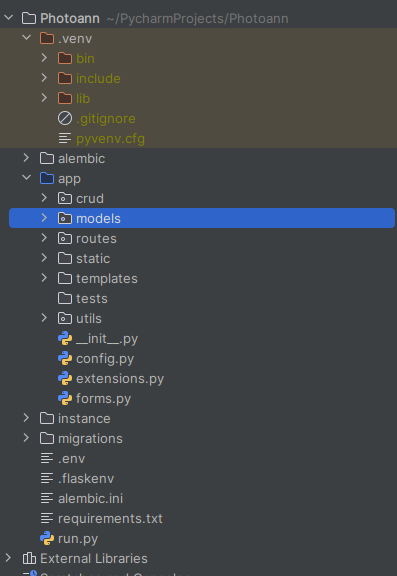 Photoann ~/PycharmProjects/Photoann
.venv
bin
include
lib
.gitignore
pyvenv.cfg
alembic
app
crud
models
routes
static
templates
tests
utils
__init__.py
config.py
extensions.py
forms.py
instance
migrations
.env
.flaskenv
alembic.ini
requirements.txt
run.py
External Libraries